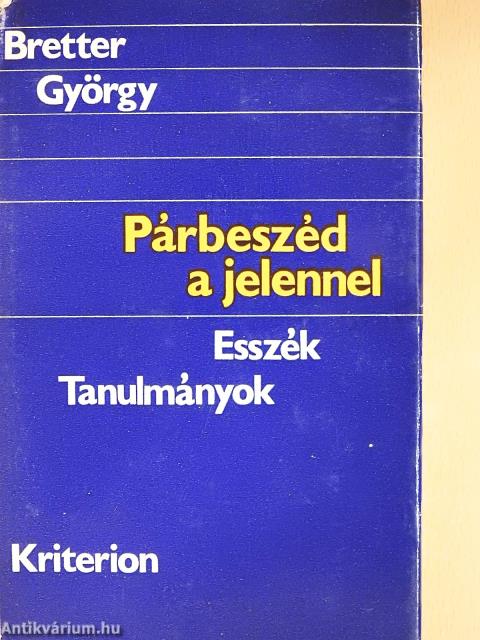 Bretter
György
Párbeszéd
a jelennel
Esszék
Tanulmányok
Kriterion
Antikvárium.hu